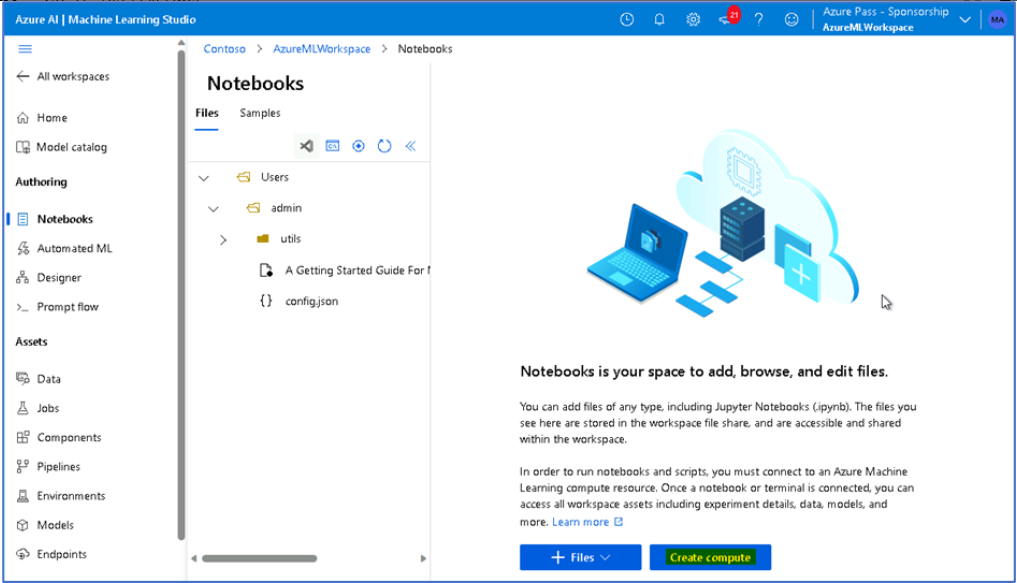 Azure AI | Machine Learning Studio
21
Azure Pass - Sponsorship
AzureMLWorkspace
MA
Contoso > AzureMLWorkspace > Notebooks
All workspaces
Home
Model catalog
Authoring
Notebooks
Automated ML
Designer
Prompt flow
Assets
Data
Jobs
Components
Pipelines
Environments
Models
Endpoints
Notebooks
Files Samples
Users
admin
utils
A Getting Started Guide For
config.json
Notebooks is your space to add, browse, and edit files.
You can add files of any type, including Jupyter Notebooks (.ipynb). The files you
see here are stored in the workspace file share, and are accessible and shared
within the workspace.
In order to run notebooks and scripts, you must connect to an Azure Machine
Learning compute resource. Once a notebook or terminal is connected, you can
access all workspace assets including experiment details, data, models, and
more. Learn more
+ Files
Create compute